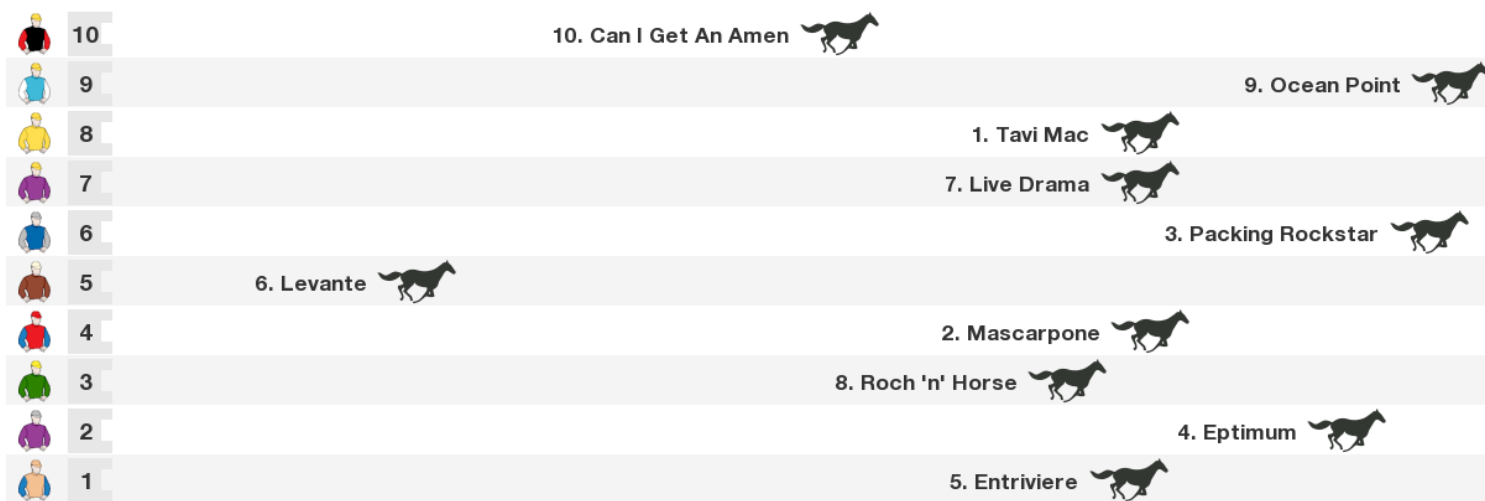 10 10. Can I Get An Amen
9 9. Ocean Point
8 1. Tavi Mac
7 7. Live Drama
6 3. Packing Rockstar
5 6. Levante
4 2. Mascarpone
3 8. Roch 'n' Horse
2 4. Eptimum
1 5. Entriviere